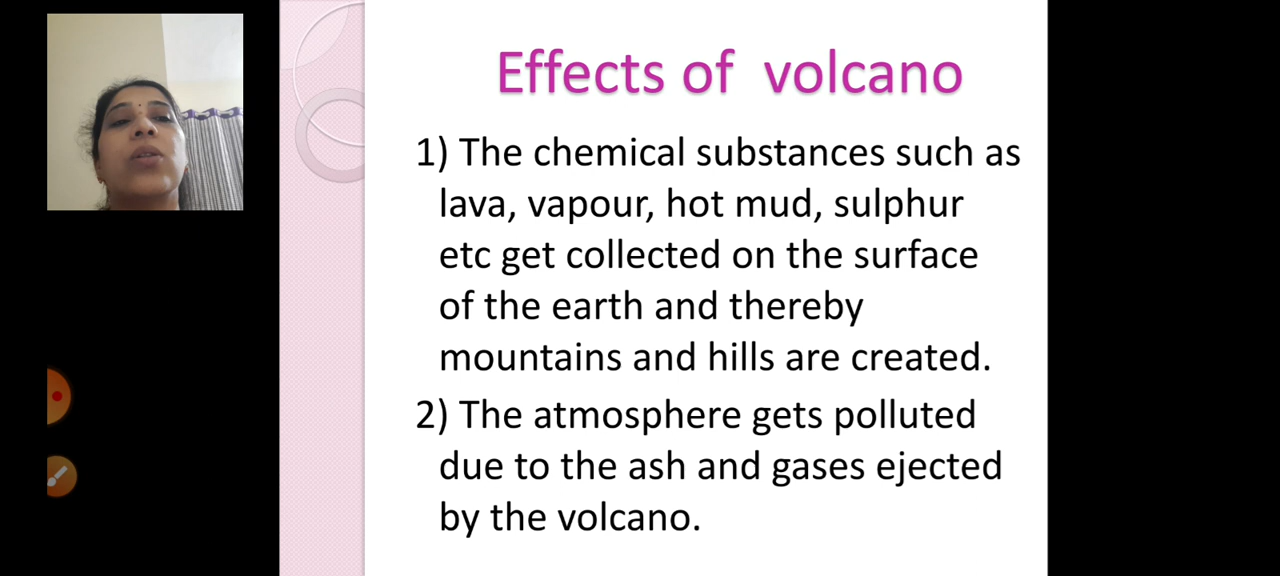 Effects of volcano
1) The chemical substances such as
lava, vapour, hot mud, sulphur
etc get collected on the surface
of the earth and thereby
mountains and hills are created.
2) The atmosphere gets polluted
due to the ash and gases ejected
by the volcano.